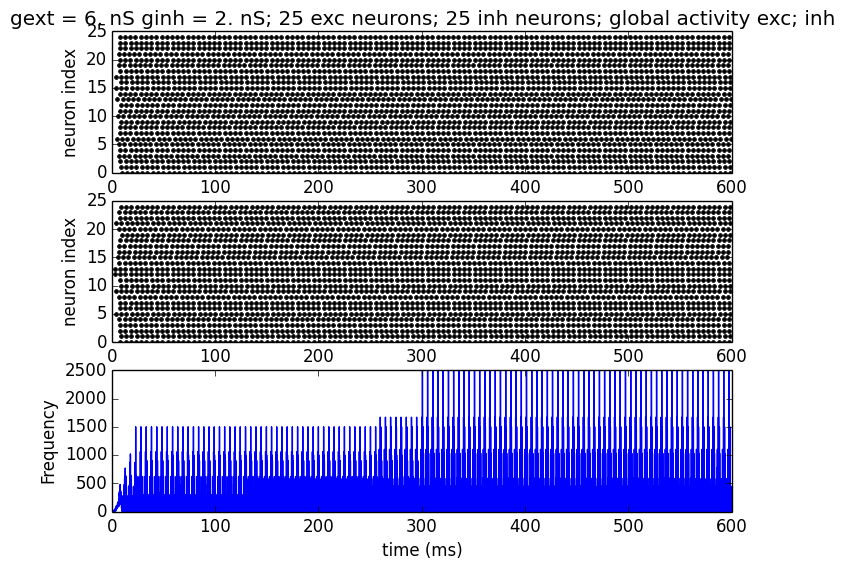 gext = 6. nS ginh = 2. nS; 25 exc neurons; 25 inh neurons; global activity exc; inh
25
20
15
10
5
0
neuron index
0 100 200 300 400 500 600
25
20
15
10
5
0
neuron index
0 100 200 300 400 500 600
2500
2000
1500
1000
500
0
Frequency
0 100 200 300 400 500 600
time (ms)